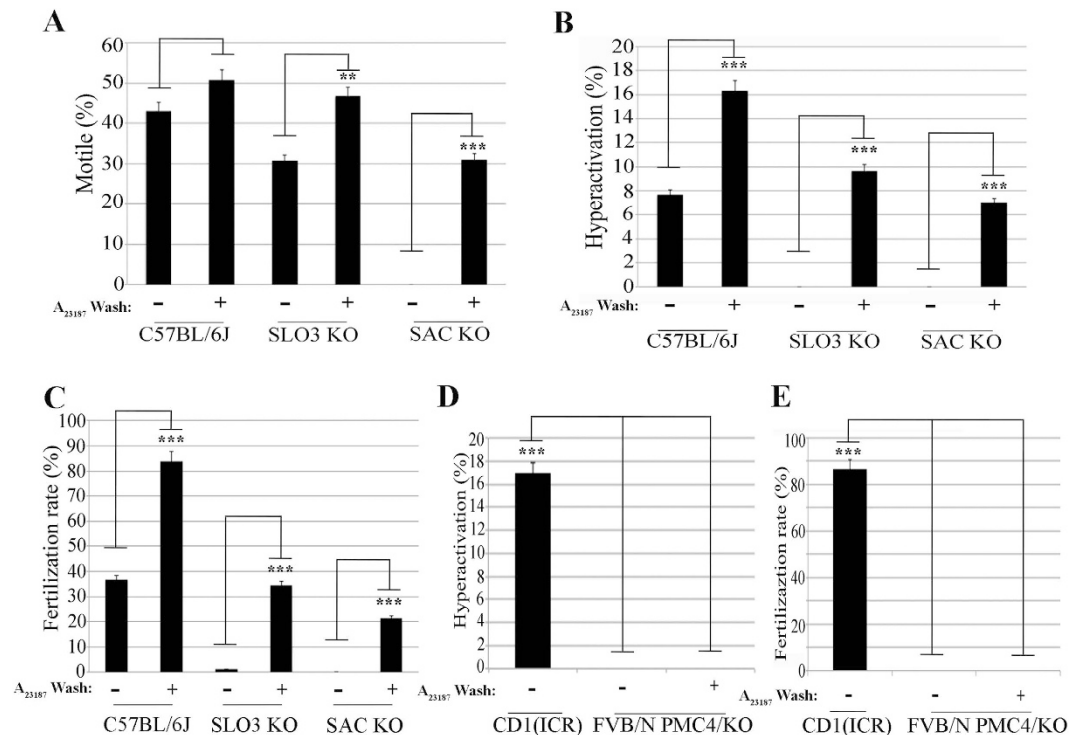 A
Motile (%)
60
50
40
30
20
10
0
**
***
A23187 Wash: - + - + - +
C57BL/6J SLO3 KO SAC KO
B
Hyperactivation (%)
20
18
16
14
12
10
8
6
4
2
0
***
***
***
A23187 Wash: - + - + - +
C57BL/6J SLO3 KO SAC KO
C
Fertilization rate (%)
100
90
80
70
60
50
40
30
20
10
0
***
***
***
A23187 Wash: - + - + - +
C57BL/6J SLO3 KO SAC KO
D
Hyperactivation (%)
20
18
16
14
12
10
8
6
4
2
0
***
A23187 Wash: - - +
CD1(ICR) FVB/N PMC4/KO
E
Fertilizaztion rate (%)
100
80
60
40
20
0
***
A23187 Wash: - - +
CD1(ICR) FVB/N PMC4/KO